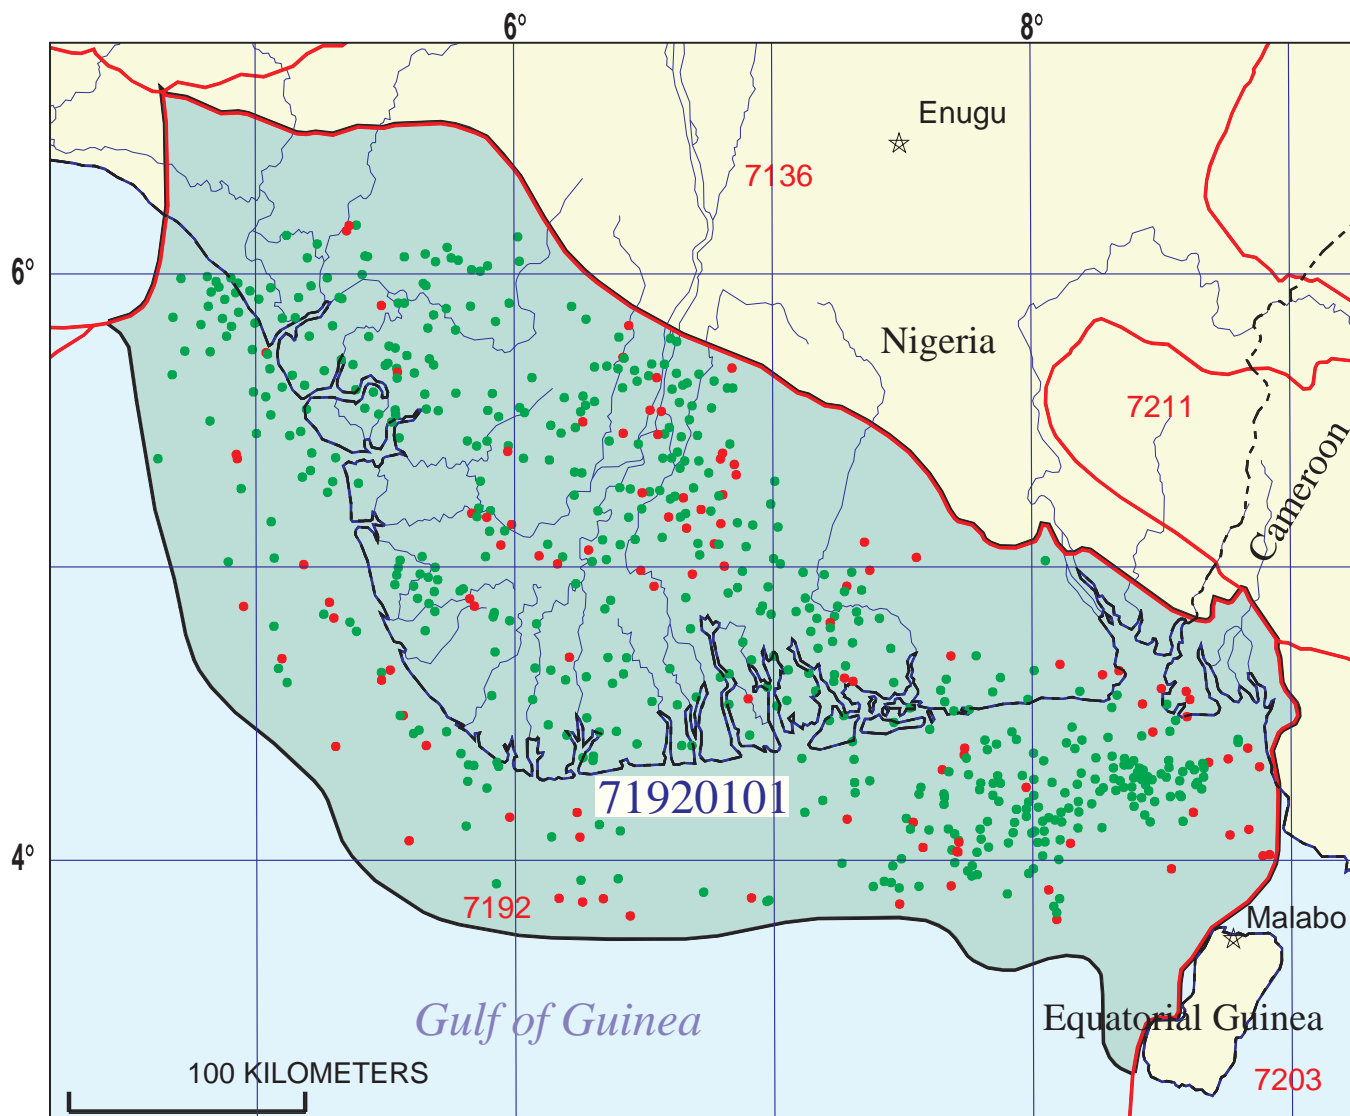 6° 8°
Enugu
7136
6°
Nigeria
7211
Cameroon
71920101
4°
7192
Malabo
Gulf of Guinea
Equatorial Guinea
100 KILOMETERS
7203